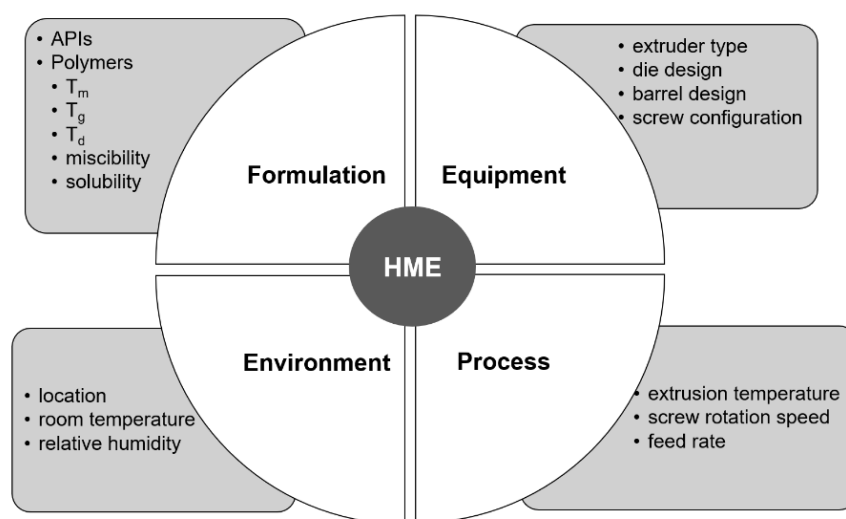 • APIs
• Polymers
• Tm
• Tg
• Td
• miscibility
• solubility
Formulation
• extruder type
• die design
• barrel design
• screw configuration
Equipment
HME
Environment
• location
• room temperature
• relative humidity
Process
• extrusion temperature
• screw rotation speed
• feed rate